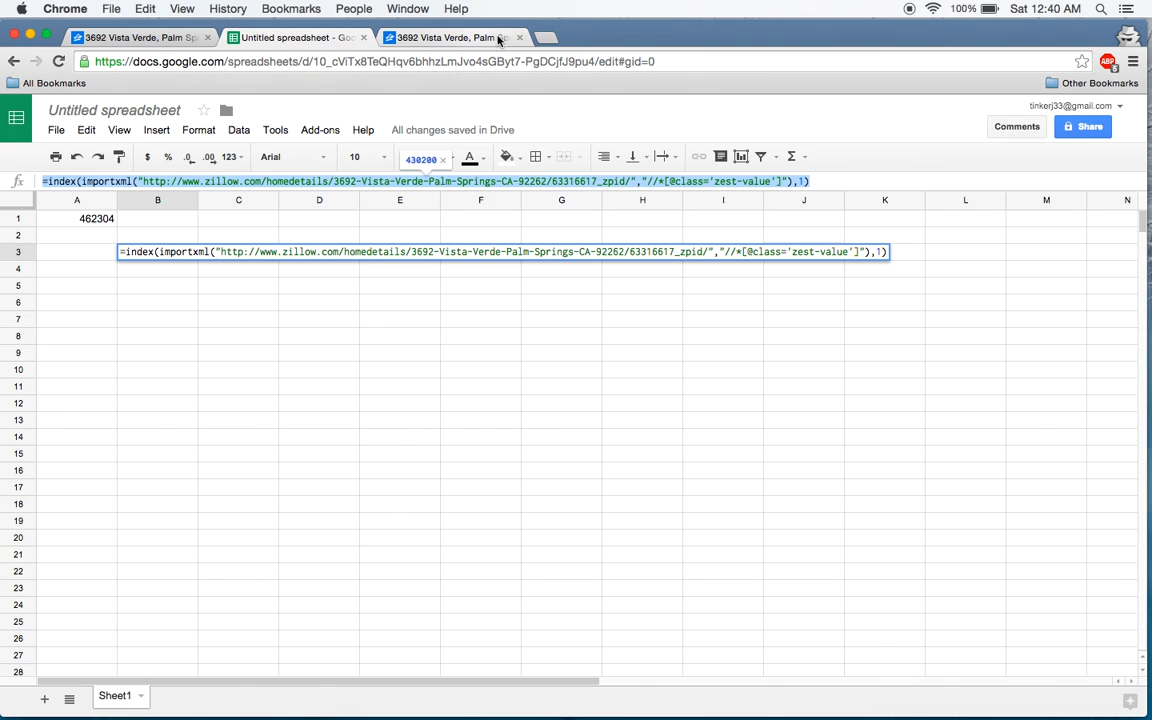 Chrome File Edit View History Bookmarks People Window Help 100% Sat 12:40 AM
3692 Vista Verde, Palm Sp × Untitled spreadsheet - Goo × 3692 Vista Verde, Palm Sp ×
https://docs.google.com/spreadsheets/d/10_cViTx8TeQHqv6bhhzLmJvo4sGByt7-PgDCjfJ9pu4/edit#gid=0 ABP
All Bookmarks Other Bookmarks
Untitled spreadsheet tinkerj33@gmail.com
File Edit View Insert Format Data Tools Add-ons Help All changes saved in Drive Comments Share
$ % .0 .00 123 Arial 10 430200 × A Σ
fx =index(importxml("http://www.zillow.com/homedetails/3692-Vista-Verde-Palm-Springs-CA-92262/63316617_zpid/","//*[@class='zest-value']"),1)
A B C D E F G H I J K L M N
1 462304
2
3 =index(importxml("http://www.zillow.com/homedetails/3692-Vista-Verde-Palm-Springs-CA-92262/63316617_zpid/","//*[@class='zest-value']"),1)
4
5
6
7
8
9
10
11
12
13
14
15
16
17
18
19
20
21
22
23
24
25
26
27
28
+ Sheet1